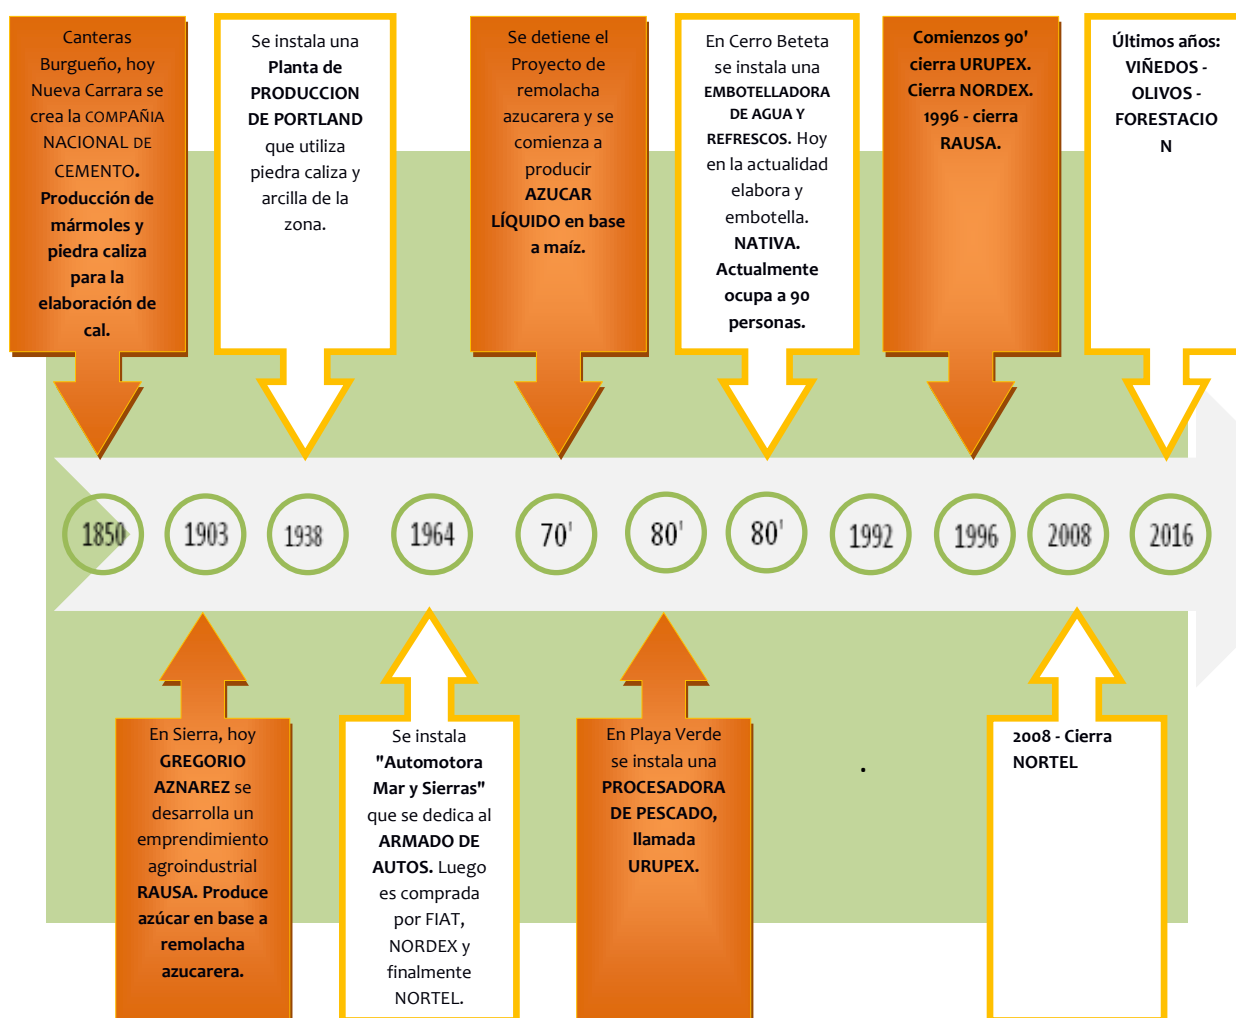 Canteras
Burgueño, hoy
Nueva Carrara se
crea la COMPAÑIA
NACIONAL DE
CEMENTO.
Producción de
mármoles y
piedra caliza
para la
elaboración de
cal.
Se instala una
Planta de
PRODUCCION
DE PORTLAND
que utiliza
piedra caliza y
arcilla de la
zona.
Se detiene el
Proyecto de
remolacha
azucarera y se
comienza a
producir
AZUCAR
LÍQUIDO en base
a maíz.
En Cerro Beteta
se instala una
EMBOTELLADORA
DE AGUA Y
REFRESCOS. Hoy
en la actualidad
elabora y
embotella.
NATIVA.
Actualmente
ocupa a 90
personas.
Comienzos 90'
cierra URUPEX.
Cierra NORDEX.
1996 - cierra
RAUSA.
Últimos años:
VIÑEDOS -
OLIVOS -
FORESTACIO
N
1850
1903
1938
1964
70'
80'
80'
1992
1996
2008
2016
En Sierra, hoy
GREGORIO
AZNAREZ se
desarrolla un
emprendimiento
agroindustrial
RAUSA. Produce
azúcar en base a
remolacha
azucarera.
Se instala
"Automotora
Mar y Sierras"
que se dedica al
ARMADO DE
AUTOS. Luego
es comprada
por FIAT,
NORDEX y
finalmente
NORTEL.
En Playa Verde
se instala una
PROCESADORA
DE PESCADO,
llamada
URUPEX.
.
2008 - Cierra
NORTEL